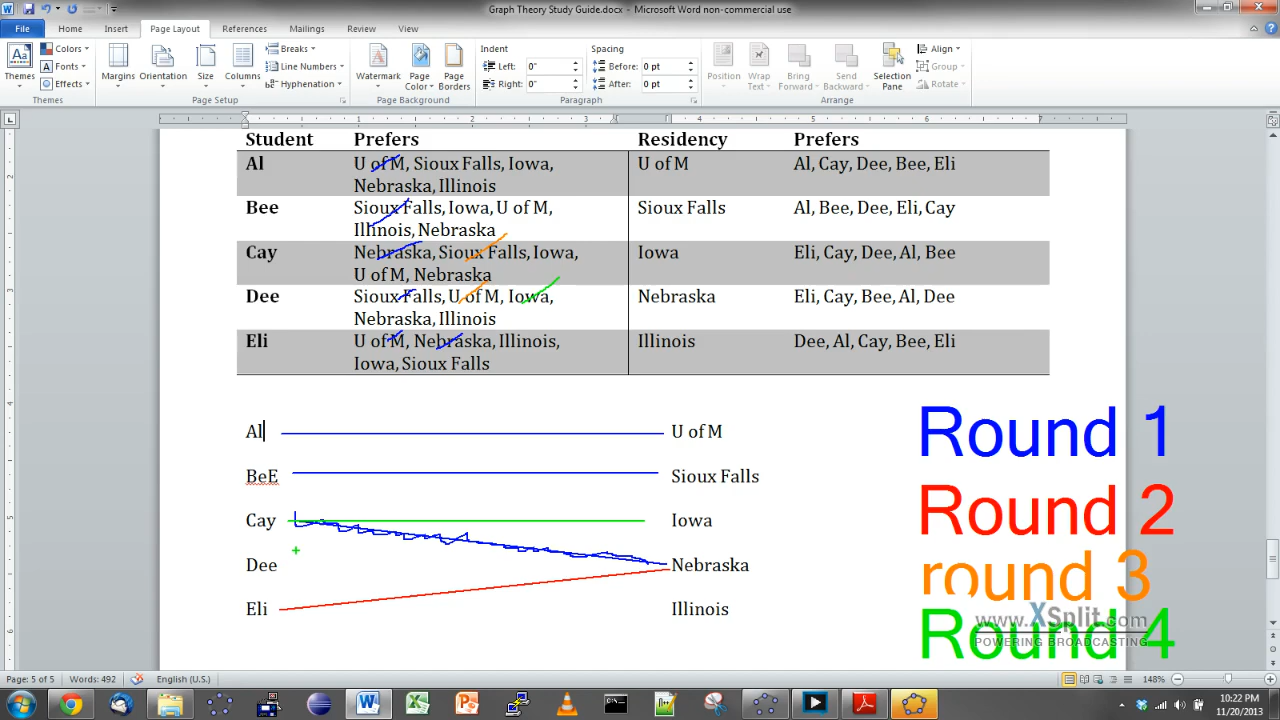 Graph Theory Study Guide.docx - Microsoft Word non-commercial use
File Home Insert Page Layout References Mailings Review View
Themes
Colors
Fonts
Effects
Themes
Margins Orientation Size Columns
Breaks
Line Numbers
Hyphenation
Page Setup
Watermark Page Color Page Borders
Page Background
Indent
Left: 0"
Right: 0"
Spacing
Before: 0 pt
After: 0 pt
Paragraph
Position Wrap Text Bring Forward Send Backward Selection Pane
Align
Group
Rotate
Arrange
Student Prefers Residency Prefers
Al U of M, Sioux Falls, Iowa, U of M Al, Cay, Dee, Bee, Eli
Nebraska, Illinois
Bee Sioux Falls, Iowa, U of M, Sioux Falls Al, Bee, Dee, Eli, Cay
Illinois, Nebraska
Cay Nebraska, Sioux Falls, Iowa, Iowa Eli, Cay, Dee, Al, Bee
U of M, Nebraska
Dee Sioux Falls, U of M, Iowa, Nebraska Eli, Cay, Bee, Al, Dee
Nebraska, Illinois
Eli U of M, Nebraska, Illinois, Illinois Dee, Al, Cay, Bee, Eli
Iowa, Sioux Falls
Al U of M
BeE Sioux Falls
Cay Iowa
Dee Nebraska
Eli Illinois
Round 1
Round 2
round 3
Round 4
www.XSplit.com
POWERING BROADCASTING
Page: 5 of 5 Words: 492 English (U.S.) 148%
10:22 PM
11/20/2013